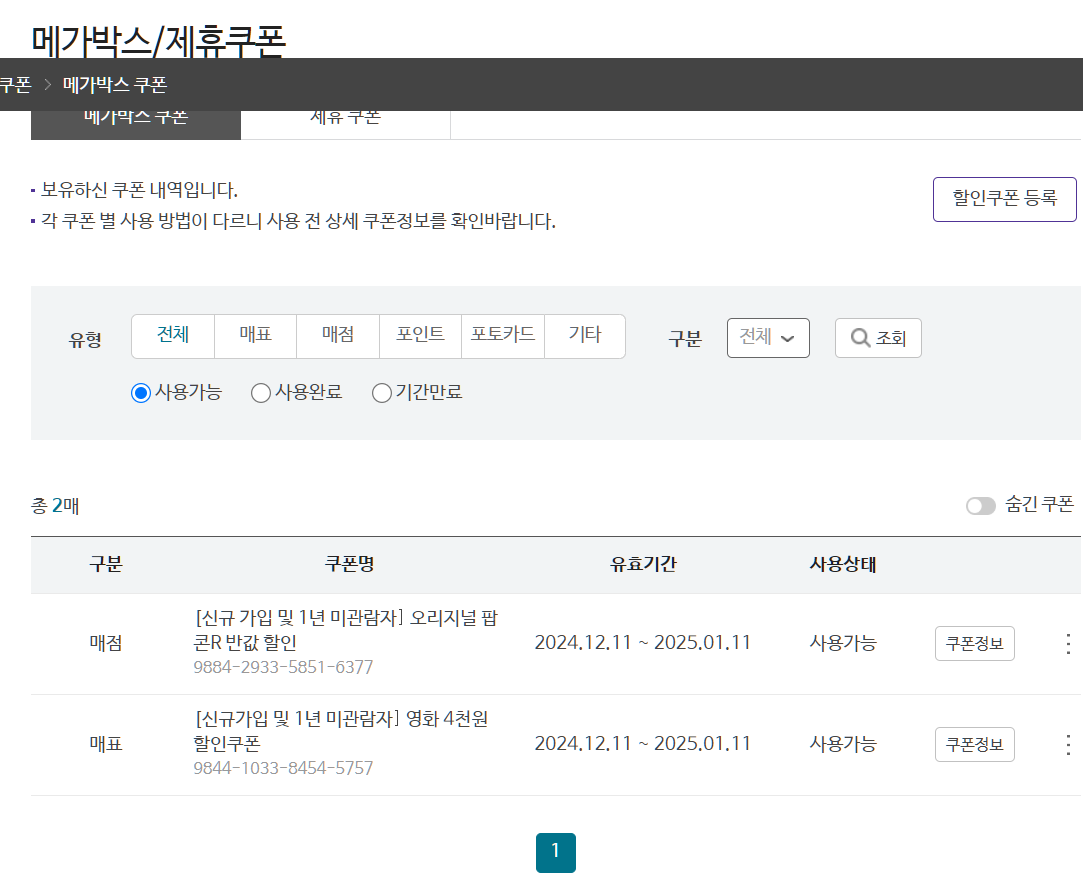 메가박스/제휴쿠폰
쿠폰 > 메가박스 쿠폰
메가박스 쿠폰 제휴 쿠폰
보유하신 쿠폰 내역입니다.
각 쿠폰 별 사용 방법이 다르니 사용 전 상세 쿠폰정보를 확인바랍니다.
할인쿠폰 등록
유형 전체 매표 매점 포인트 포토카드 기타 구분 전체 조회
사용가능 사용완료 기간만료
총 2매 숨긴 쿠폰
구분 쿠폰명 유효기간 사용상태
[신규 가입 및 1년 미관람자] 오리지널 팝
매점 콘R 반값 할인 2024.12.11 ~ 2025.01.11 사용가능 쿠폰정보
9884-2933-5851-6377
[신규가입 및 1년 미관람자] 영화 4천원
매표 할인쿠폰 2024.12.11 ~ 2025.01.11 사용가능 쿠폰정보
9844-1033-8454-5757
1